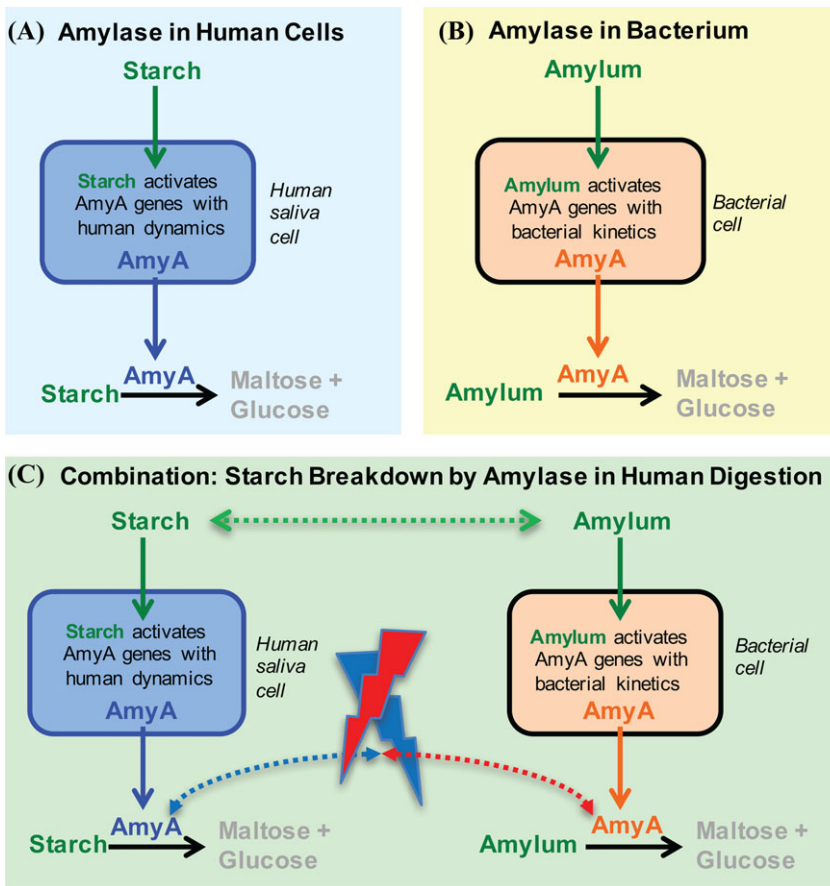 (A) Amylase in Human Cells
Starch
Starch activates
AmyA genes with
human dynamics
AmyA
Human
saliva
cell
AmyA
Starch
Maltose +
Glucose
(B) Amylase in Bacterium
Amylum
Amylum activates
AmyA genes with
bacterial kinetics
AmyA
Bacterial
cell
AmyA
Amylum
Maltose +
Glucose
(C) Combination: Starch Breakdown by Amylase in Human Digestion
Starch
Amylum
Starch activates
AmyA genes with
human dynamics
AmyA
Human
saliva
cell
Amylum activates
AmyA genes with
bacterial kinetics
AmyA
Bacterial
cell
AmyA
Starch
Maltose +
Glucose
AmyA
Amylum
Maltose +
Glucose